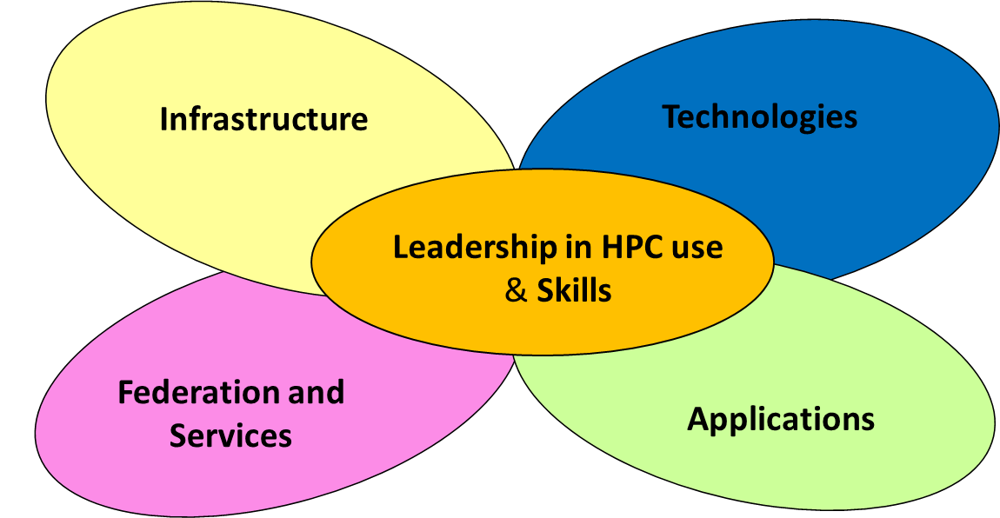 Infrastructure
Technologies
Leadership in HPC use
& Skills
Federation and
Services
Applications